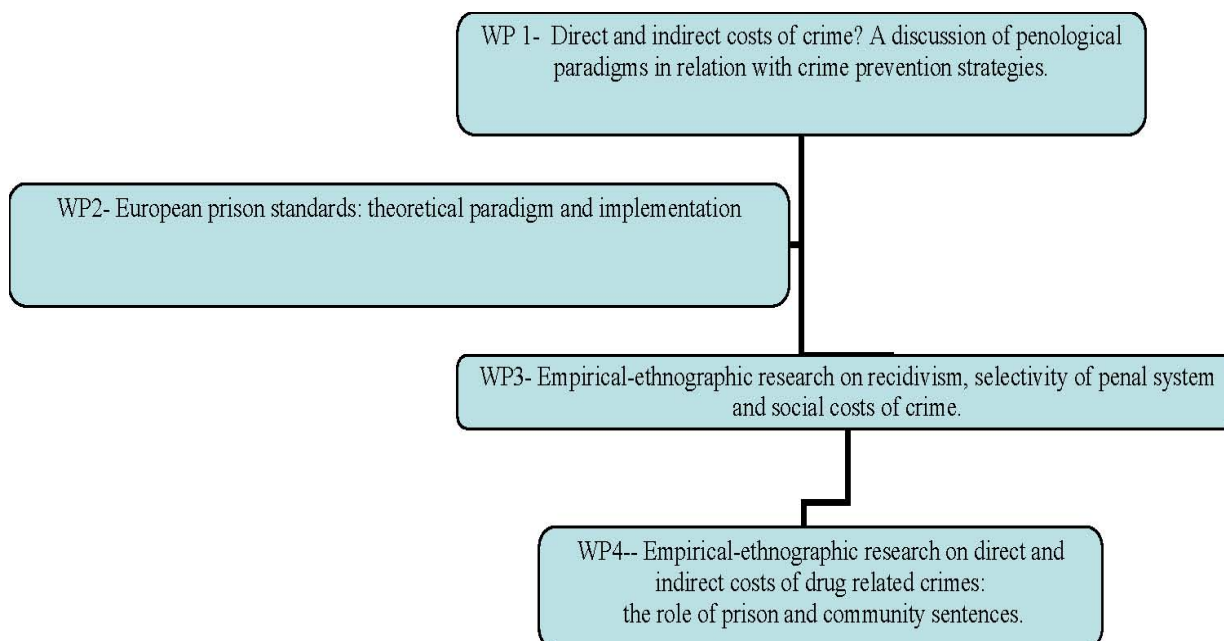 WP 1- Direct and indirect costs of crime? A discussion of penological
paradigms in relation with crime prevention strategies.
WP2- European prison standards: theoretical paradigm and implementation
WP3- Empirical-ethnographic research on recidivism, selectivity of penal system
and social costs of crime.
WP4-- Empirical-ethnographic research on direct and
indirect costs of drug related crimes:
the role of prison and community sentences.